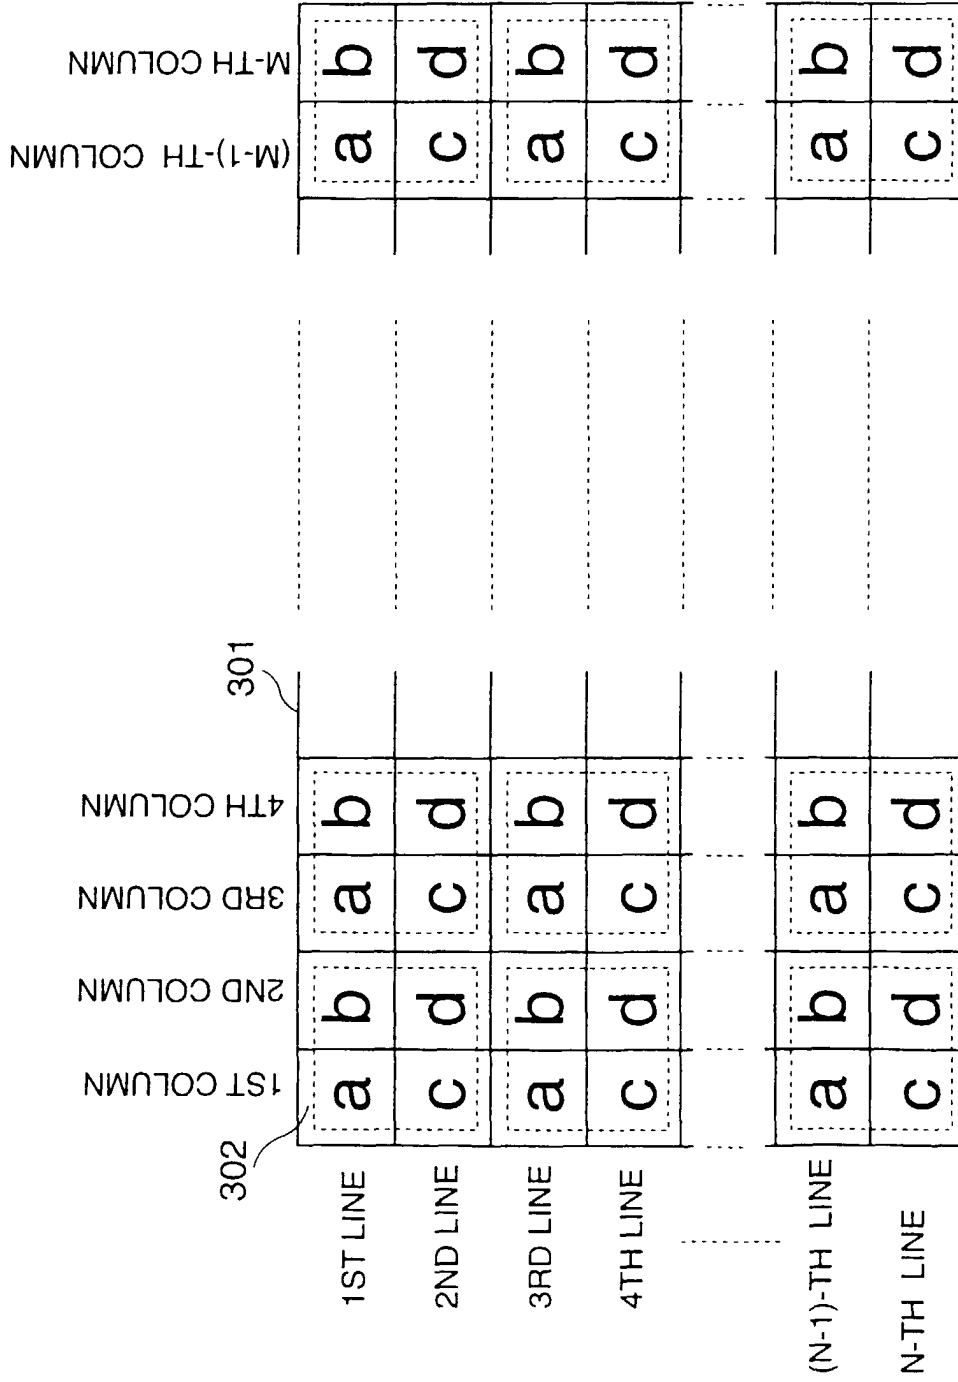 1ST COLUMN
2ND COLUMN
3RD COLUMN
4TH COLUMN
(M-1)-TH COLUMN
M-TH COLUMN
302
301
1ST LINE a b a b a b
2ND LINE c d c d c d
3RD LINE a b a b a b
4TH LINE c d c d c d
(N-1)-TH LINE a b a b a b
N-TH LINE c d c d c d